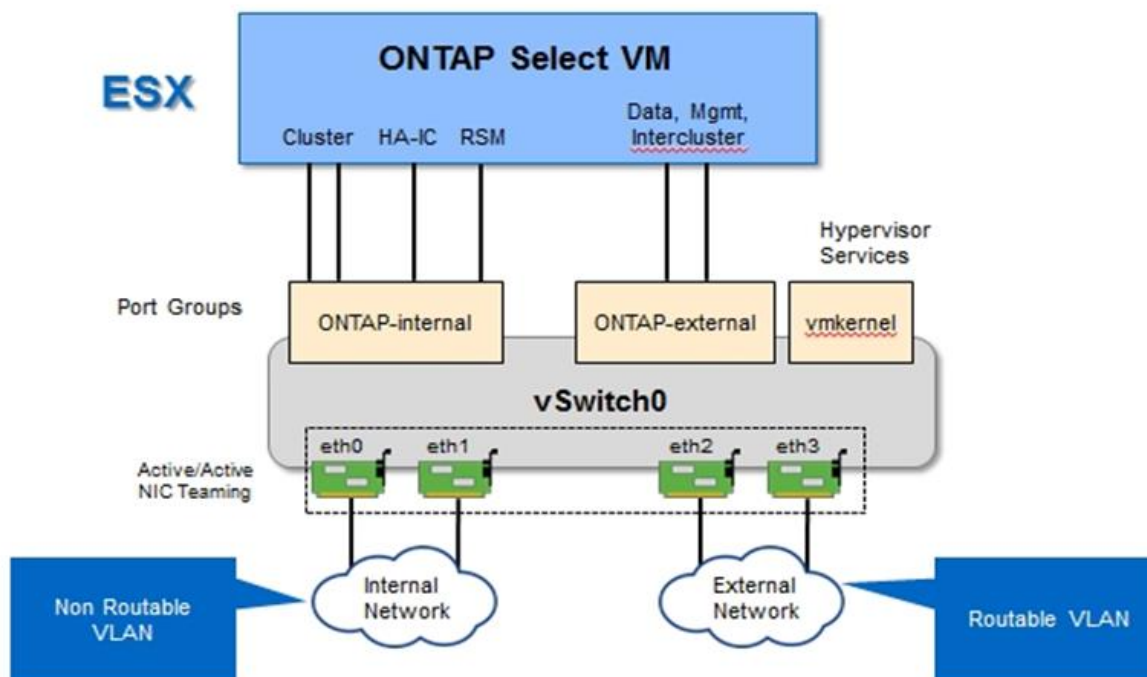 ONTAP Select VM
ESX
Data, Mgmt,
Intercluster
Cluster
HA-IC
RSM
Hypervisor
Services
Port Groups
ONTAP-internal
ONTAP-external
vmkernel
vSwitch0
eth0
eth1
eth2
eth3
Active/Active
NIC Teaming
Internal
Network
External
Network
Non Routable
VLAN
Routable VLAN